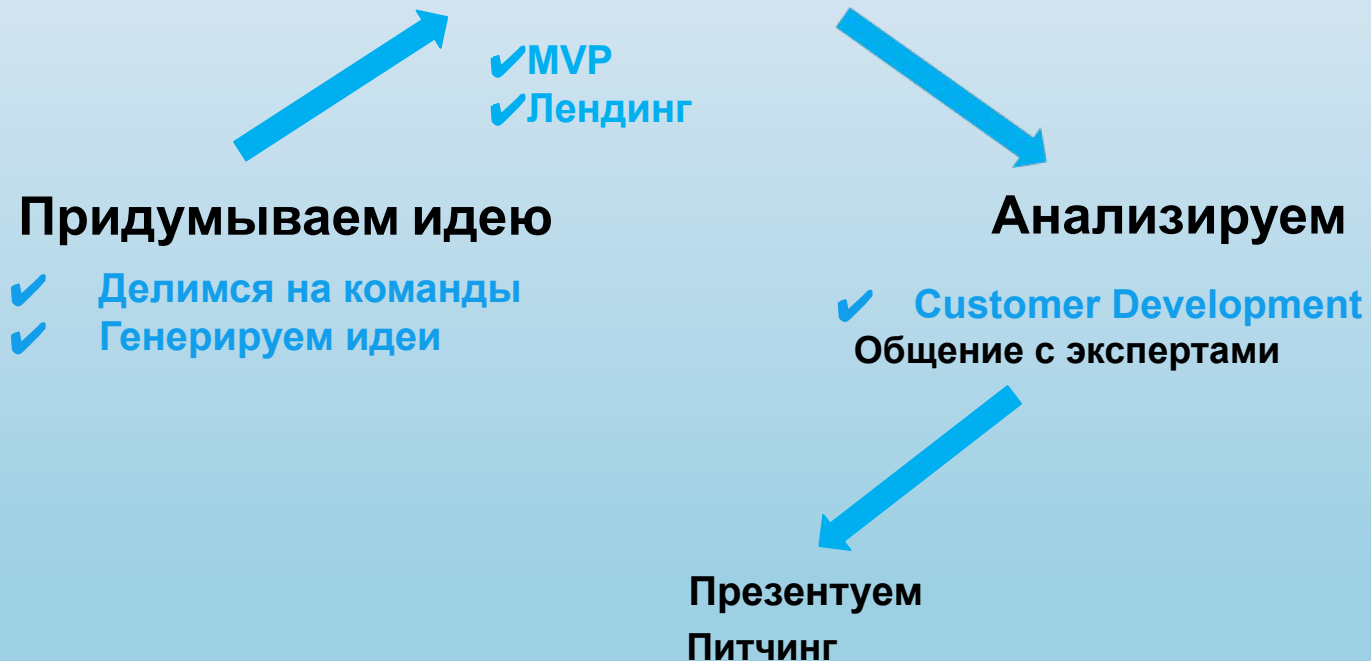 ✔MVP
✔Лендинг
Придумываем идею
✔ Делимся на команды
✔ Генерируем идеи
Анализируем
✔ Customer Development
Общение с экспертами
Презентуем
Питчинг